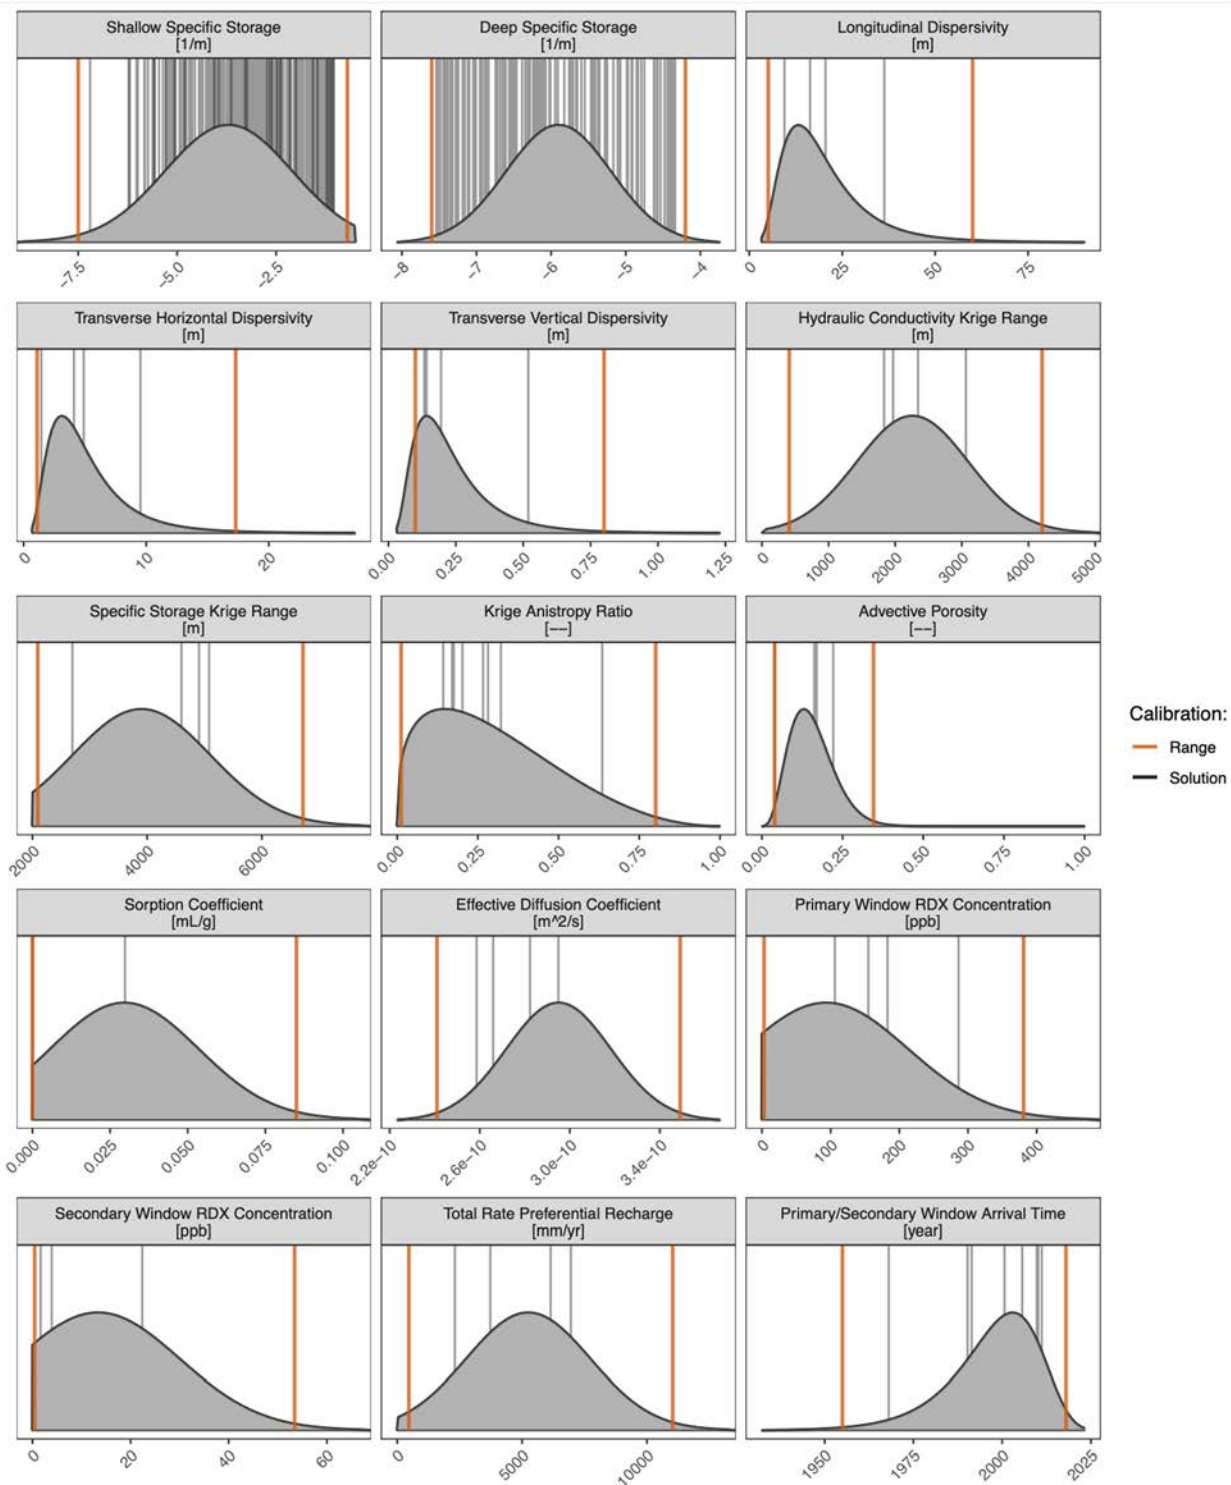 Shallow Specific Storage
[1/m]
Deep Specific Storage
[1/m]
Longitudinal Dispersivity
[m]
−7.5
−5.0
−2.5
−8
−7
−6
−5
−4
0
25
50
75
Transverse Horizontal Dispersivity
[m]
Transverse Vertical Dispersivity
[m]
Hydraulic Conductivity Krige Range
[m]
0
10
20
0.00
0.25
0.50
0.75
1.00
1.25
0
1000
2000
3000
4000
5000
Specific Storage Krige Range
[m]
Krige Anistropy Ratio
[−−]
Advective Porosity
[−−]
2000
4000
6000
0.00
0.25
0.50
0.75
1.00
0.00
0.25
0.50
0.75
1.00
Calibration:
Range
Solution
Sorption Coefficient
[mL/g]
Effective Diffusion Coefficient
[m^2/s]
Primary Window RDX Concentration
[ppb]
0.000
0.025
0.050
0.075
0.100
2.2e−10
2.6e−10
3.0e−10
3.4e−10
0
100
200
300
400
Secondary Window RDX Concentration
[ppb]
Total Rate Preferential Recharge
[mm/yr]
Primary/Secondary Window Arrival Time
[year]
0
20
40
60
0
5000
10000
1950
1975
2000
2025